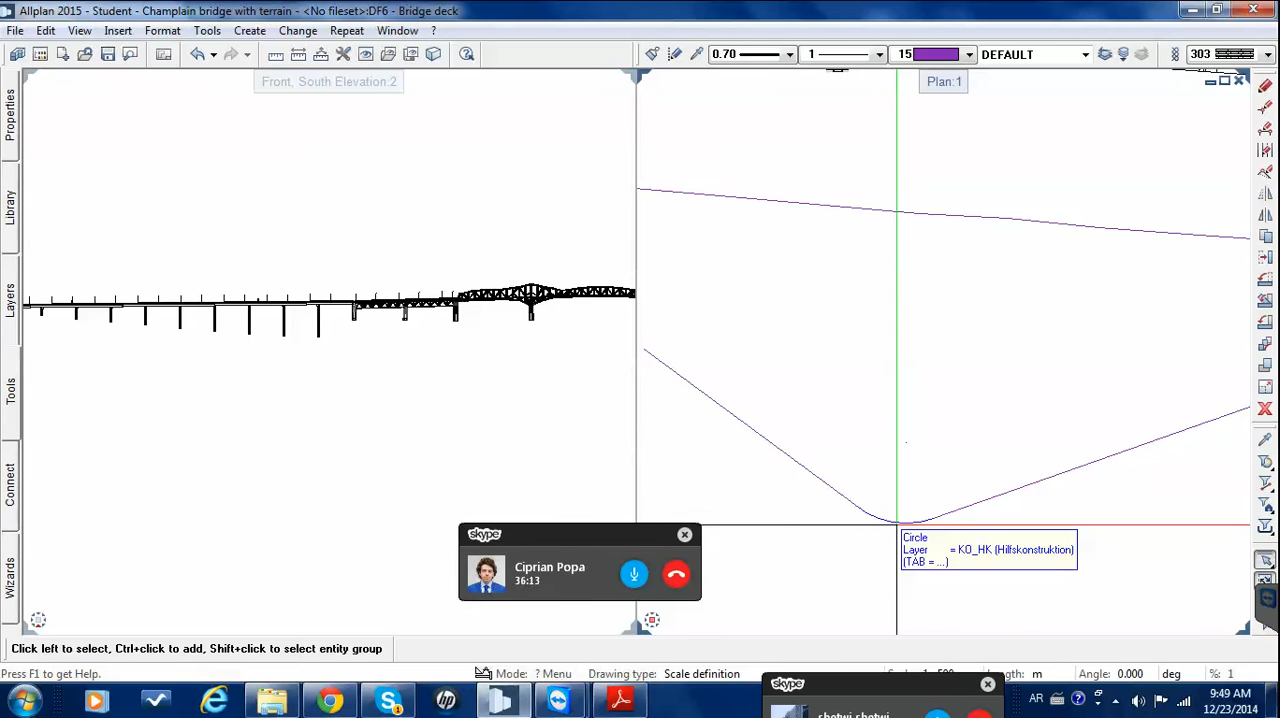 Allplan 2015 - Student - Champlain bridge with terrain - <No fileset>:DF6 - Bridge deck
File Edit View Insert Format Tools Create Change Repeat Window ?
0.70 1 15 DEFAULT 303
Front, South Elevation:2
Plan:1
Properties
Library
Layers
Tools
Connect
Wizards
Circle
Layer = KO_HK (Hilfskonstruktion)
(TAB = ...)
skype
Ciprian Popa
36:13
Click left to select, Ctrl+click to add, Shift+click to select entity group
Press F1 to get Help.
Mode: ? Menu Drawing type: Scale definition
Angle: 0.000 deg %: 1
skype
AR
9:49 AM
12/23/2014